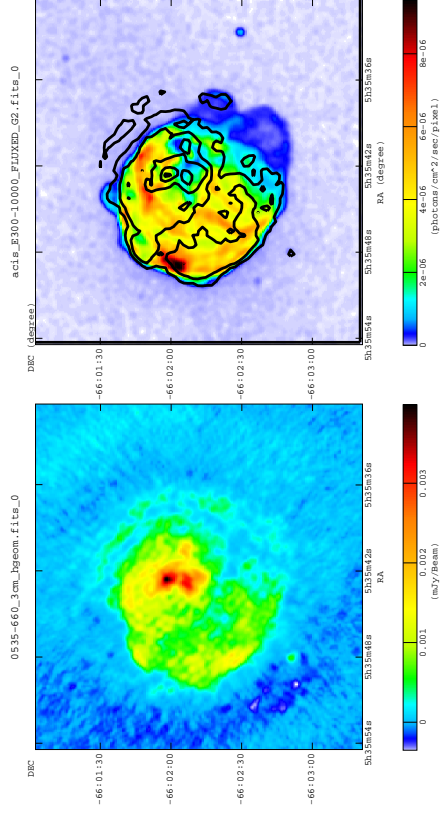 0535-660_3cm_bgeom.fits_0
DEC
-66:01:30
-66:02:00
-66:02:30
-66:03:00
5h35m54s 5h35m48s 5h35m42s 5h35m36s
RA
0 0.001 0.002 0.003
(mJy/Beam)
acis_E300-10000_FLUXED_G2.fits_0
DEC (degree)
-66:01:30
-66:02:00
-66:02:30
-66:03:00
5h35m54s 5h35m48s 5h35m42s 5h35m36s
RA (degree)
0 2e-06 4e-06 6e-06 8e-06
(photons/cm^2/sec/pixel)